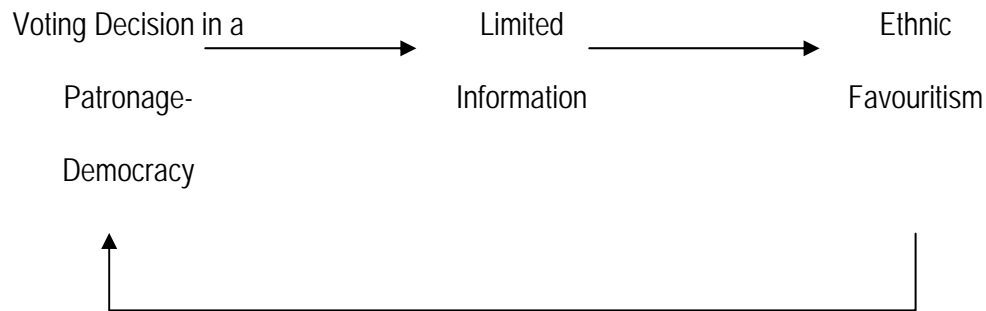 Voting Decision in a
Patronage-
Democracy
Limited
Information
Ethnic
Favouritism